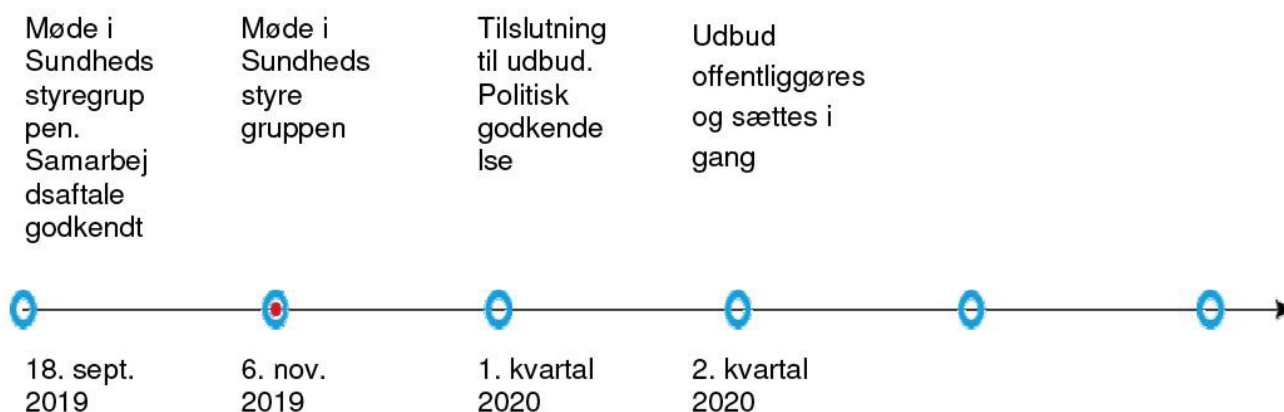 Møde i
Sundheds
styregrup
pen.
Samarbej
dsaftale
godkendt
Møde i
Sundheds
styre
gruppen
Tilslutning
til udbud.
Politisk
godkende
lse
Udbud
offentliggøres
og sættes i
gang
18. sept.
2019
6. nov.
2019
1. kvartal
2020
2. kvartal
2020